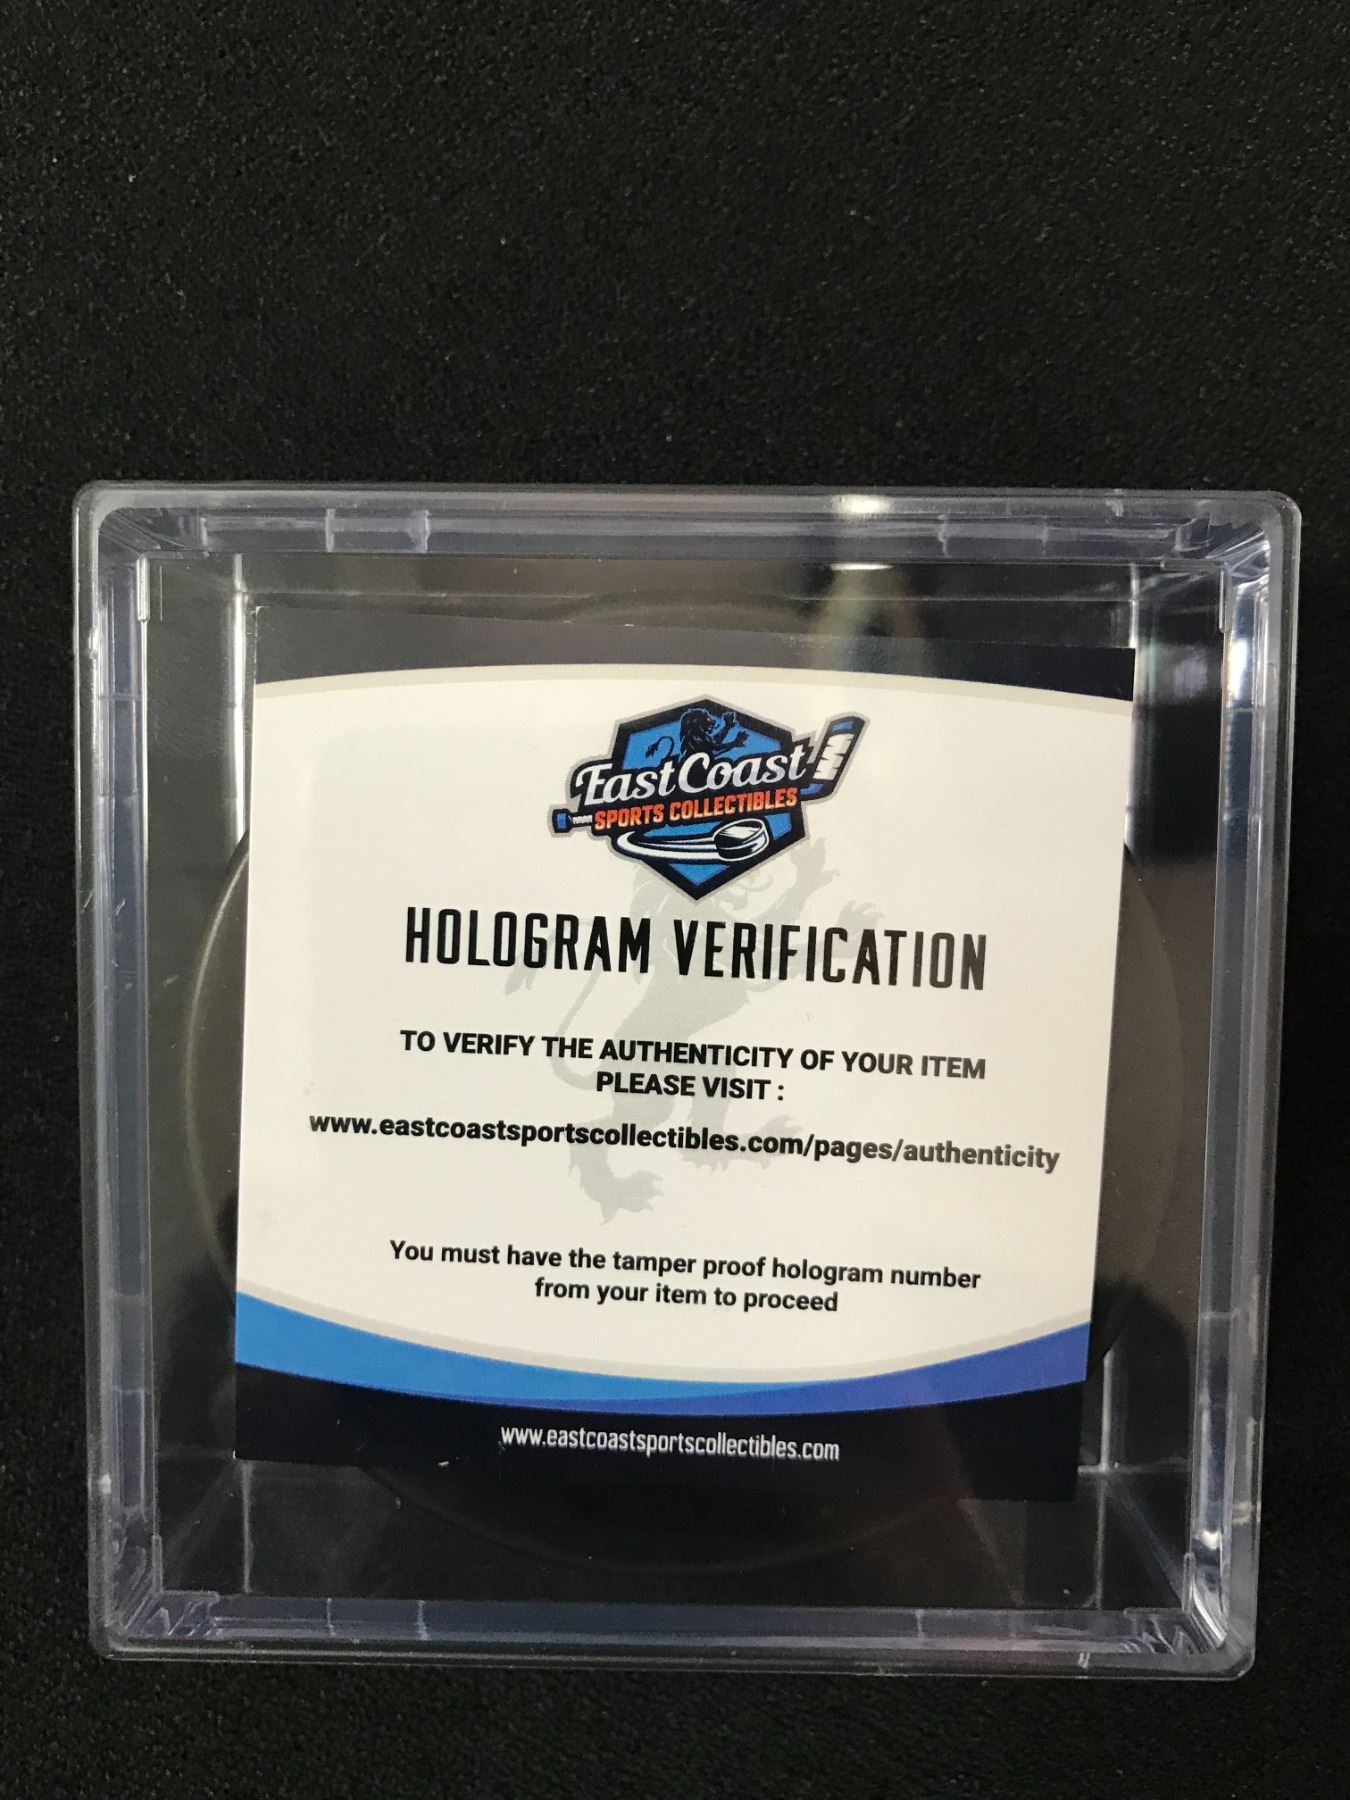 East Coast
SPORTS COLLECTIBLES
HOLOGRAM VERIFICATION
TO VERIFY THE AUTHENTICITY OF YOUR ITEM
PLEASE VISIT :
www.eastcoastsportscollectibles.com/pages/authenticity
You must have the tamper proof hologram number
from your item to proceed
www.eastcoastsportscollectibles.com